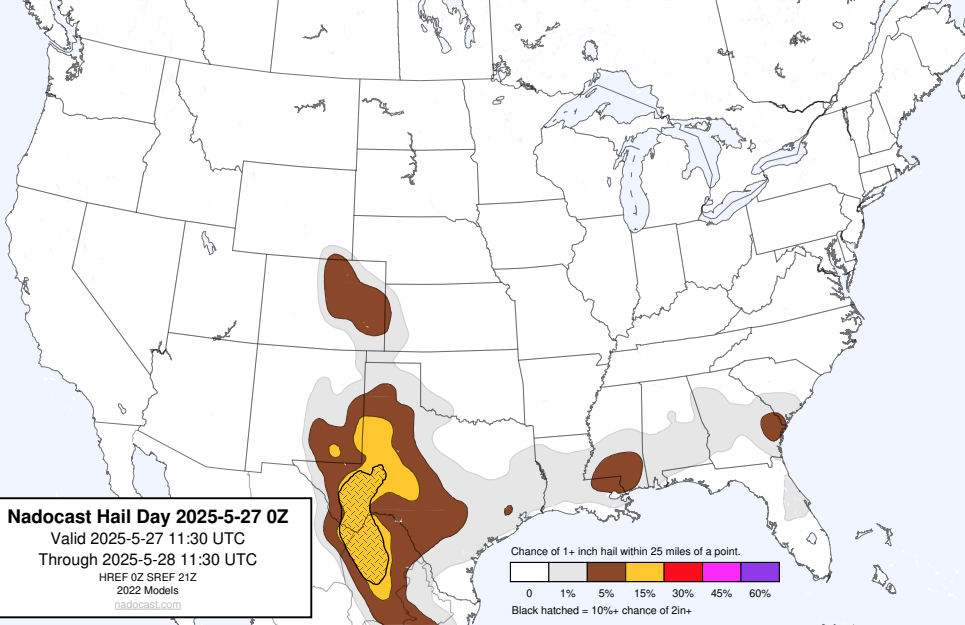 Nadocast Hail Day 2025-5-27 0Z
Valid 2025-5-27 11:30 UTC
Through 2025-5-28 11:30 UTC
HREF 0Z SREF 21Z
2022 Models
nadocast.com
Chance of 1+ inch hail within 25 miles of a point.
0 1% 5% 15% 30% 45% 60%
Black hatched = 10%+ chance of 2in+